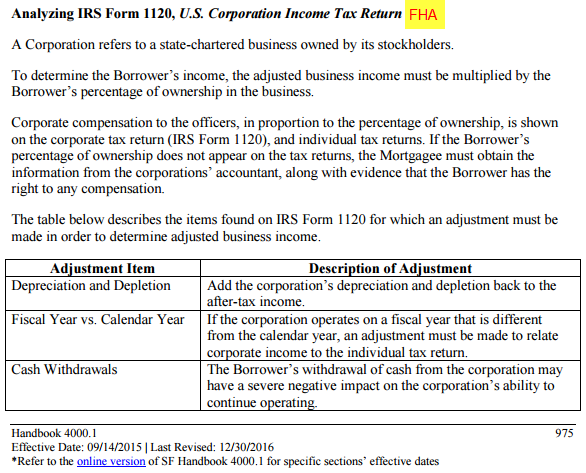 Analyzing IRS Form 1120, U.S. Corporation Income Tax Return FHA
A Corporation refers to a state-chartered business owned by its stockholders.
To determine the Borrower's income, the adjusted business income must be multiplied by the
Borrower's percentage of ownership in the business.
Corporate compensation to the officers, in proportion to the percentage of ownership, is shown
on the corporate tax return (IRS Form 1120), and individual tax returns. If the Borrower's
percentage of ownership does not appear on the tax returns, the Mortgagee must obtain the
information from the corporations' accountant, along with evidence that the Borrower has the
right to any compensation.
The table below describes the items found on IRS Form 1120 for which an adjustment must be
made in order to determine adjusted business income.
Adjustment Item Description of Adjustment
Depreciation and Depletion Add the corporation's depreciation and depletion back to the
after-tax income.
Fiscal Year vs. Calendar Year If the corporation operates on a fiscal year that is different
from the calendar year, an adjustment must be made to relate
corporate income to the individual tax return.
Cash Withdrawals The Borrower's withdrawal of cash from the corporation may
have a severe negative impact on the corporation's ability to
continue operating.
Handbook 4000.1 975
Effective Date: 09/14/2015 | Last Revised: 12/30/2016
*Refer to the online version of SF Handbook 4000.1 for specific sections' effective dates